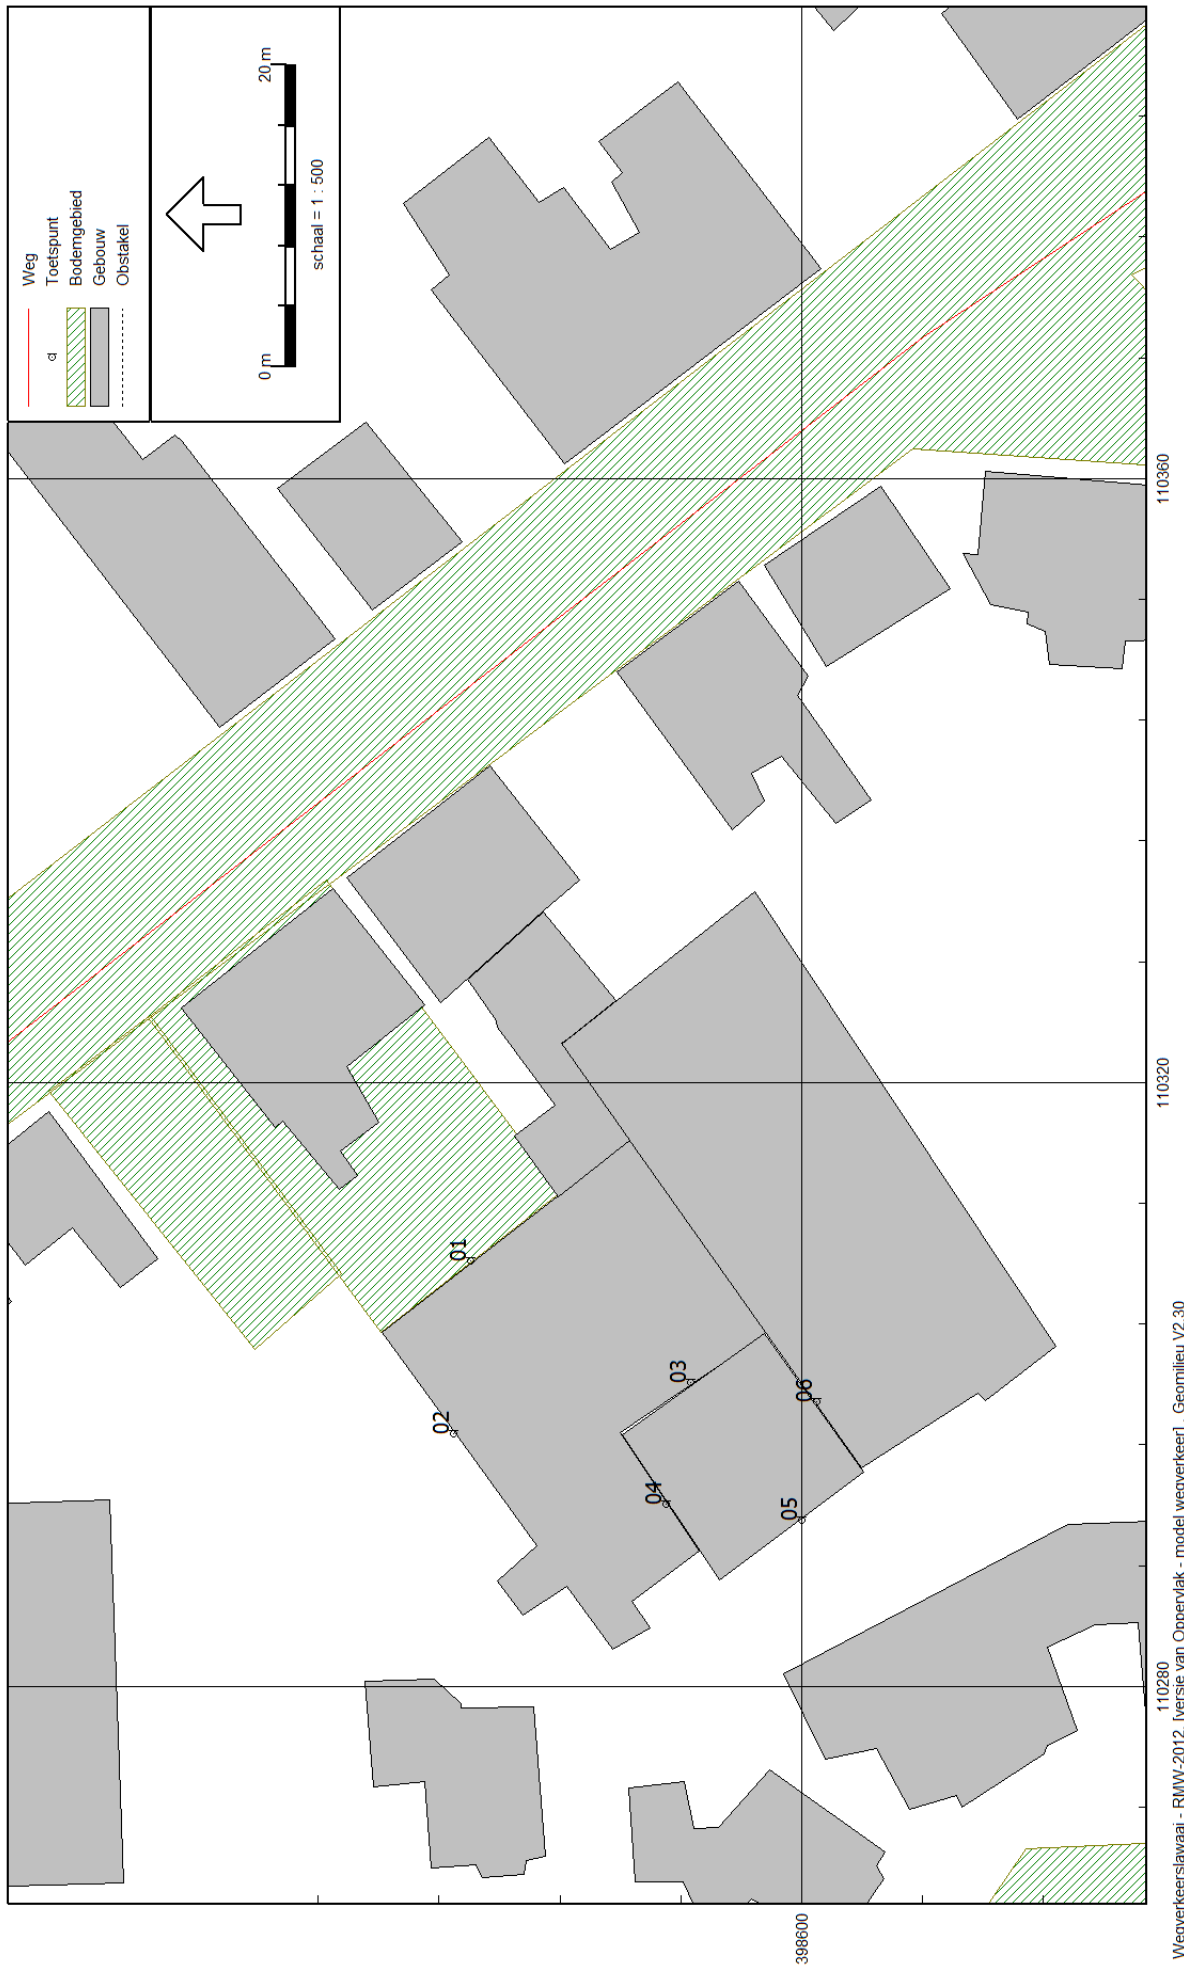 Weg
Toetspunt
Bodemgebied
Gebouw
Obstakel
0 m
20 m
schaal = 1 : 500
01
02
03
04
05
06
398600
110280
110320
110360
Wegverkeerslawaai - RMW-2012, [versie van Oppervlak - model wegverkeer] , Geomilieu V2.30